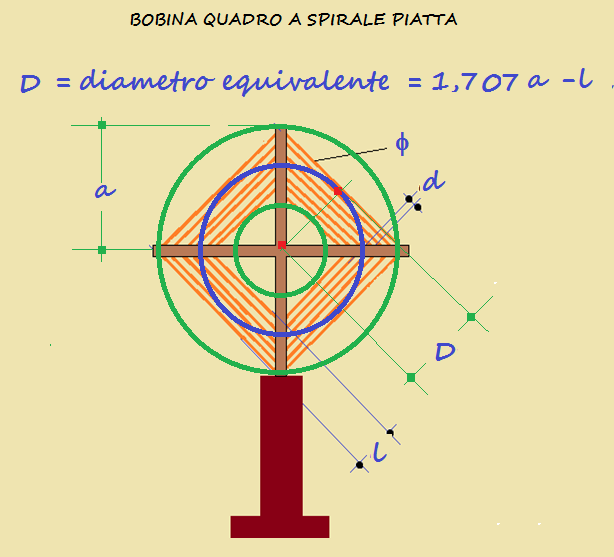 BOBINA QUADRO A SPIRALE PIATTA
D = diametro equivalente = 1,707 a -l .
ϕ
d
a
D
l